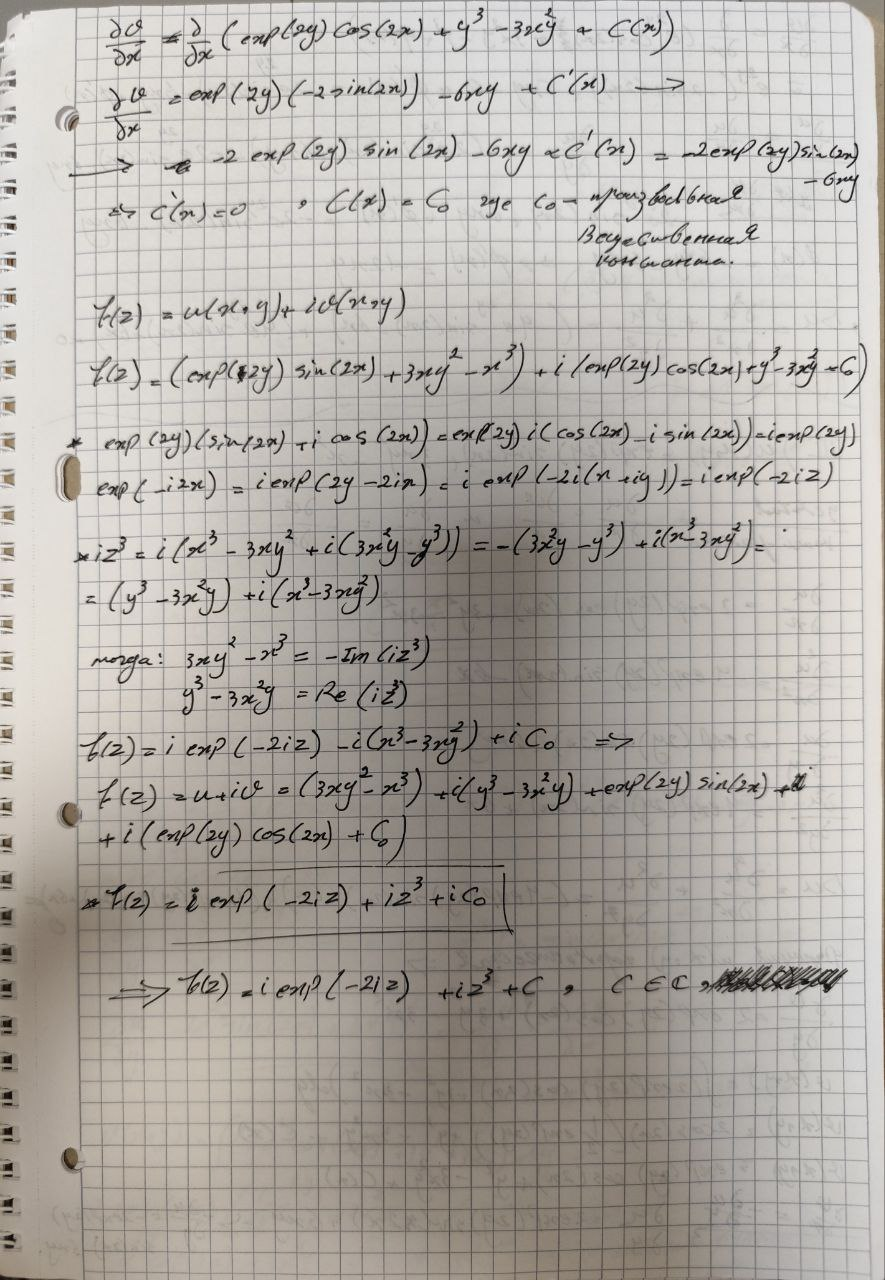 ∂v/∂x = ∂/∂x (exp(2y) cos(2x) + y³ - 3x²y + C(x))
∂v/∂x = exp(2y)(-2 sin(2x)) - 6xy + C'(x) →
→ -2 exp(2y) sin(2x) - 6xy + C'(x) = -2exp(2y) sin(2x)
- 6xy
⇒ C'(x) = 0 , C(x) = C₀ где C₀ - произвольная
Вещественная
константа.
f(z) = u(x,y) + iv(x,y)
f(z) = (exp(2y) sin(2x) + 3xy² - x³) + i(exp(2y) cos(2x) + y³ - 3x²y + C₀)
* exp(2y)(sin(2x) + i cos(2x)) = exp(2y) i(cos(2x) - i sin(2x)) = i exp(2y)
exp(-i2x) = i exp(2y - 2ix) = i exp(-2i(x + iy)) = i exp(-2iz)
* iz³ = i(x³ - 3xy² + i(3x²y - y³)) = -(3x²y - y³) + i(x³ - 3xy²) =
= (y³ - 3x²y) + i(x³ - 3xy²)
тогда: 3xy² - x³ = -Im(iz³)
y³ - 3x²y = Re(iz³)
f(z) = i exp(-2iz) - i(x³ - 3xy²) + iC₀ ⇒
f(z) = u + iv = (3xy² - x³) + i(y³ - 3x²y) + exp(2y) sin(2x) +
+ i(exp(2y) cos(2x) + C₀)
* f(z) = i exp(-2iz) + iz³ + iC₀
⇒ f(z) = i exp(-2iz) + iz³ + C , C ∈ C,